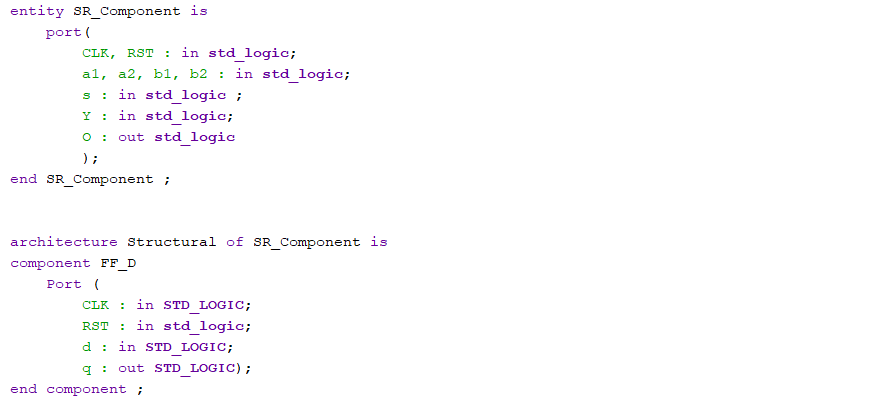 entity SR_Component is
port(
CLK, RST : in std_logic;
a1, a2, b1, b2 : in std_logic;
s : in std_logic ;
Y : in std_logic;
O : out std_logic
);
end SR_Component ;
architecture Structural of SR_Component is
component FF_D
Port (
CLK : in STD_LOGIC;
RST : in std_logic;
d : in STD_LOGIC;
q : out STD_LOGIC);
end component ;